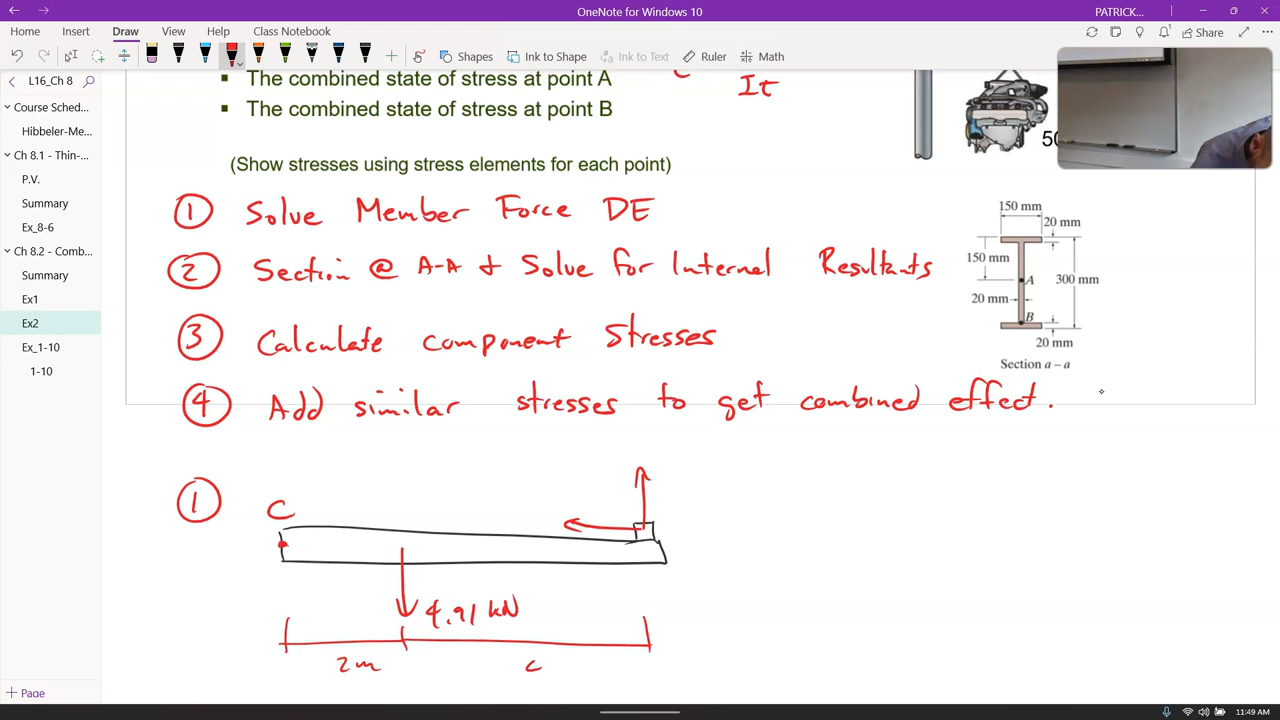 OneNote for Windows 10
PATRICK...
Home
Insert
Draw
View
Help
Class Notebook
Share
Shapes
Ink to Shape
Ink to Text
Ruler
Math
L16 Ch 8
Course Sched...
Hibbeler-Me...
Ch 8.1 - Thin-...
P.V.
Summary
Ex_8-6
Ch 8.2 - Comb...
Summary
Ex1
Ex2
Ex_1-10
1-10
Page
The combined state of stress at point A
The combined state of stress at point B
(Show stresses using stress elements for each point)
It
50
① Solve Member Force DE
② Section @ A-A & Solve for Internal Resultants
③ Calculate component Stresses
④ Add similar stresses to get combined effect.
150 mm
20 mm
150 mm
A
300 mm
20 mm
B
20 mm
Section a – a
① C
4.91 kN
2m
11:49 AM